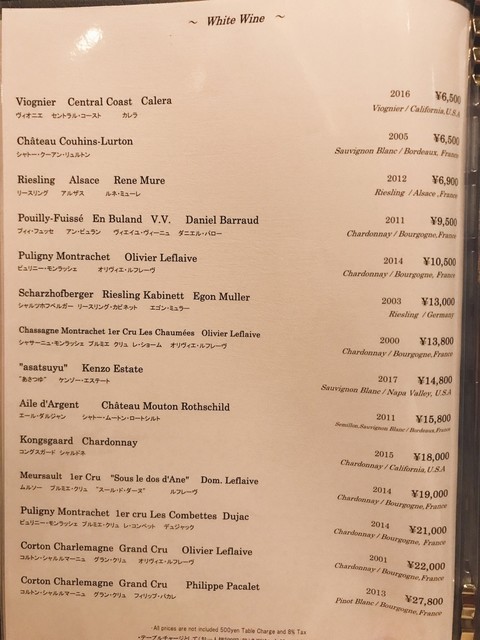 ~ White Wine ~
Viognier Central Coast Calera 2016 ¥6,500
ヴィオニエ セントラル・コースト カレラ Viognier / California,U.S.A
Château Couhins-Lurton 2005 ¥6,500
シャトー・クーアン・リュルトン Sauvignon Blanc / Bordeaux, France
Riesling Alsace Rene Mure 2012 ¥6,900
リースリング アルザス ルネ・ミューレ Riesling / Alsace ,France
Pouilly-Fuissé En Buland V.V. Daniel Barraud 2011 ¥9,500
プイィ・フュッセ アン・ビュラン ヴィエイユ・ヴィーニュ ダニエル・バロー Chardonnay / Bourgogne,France
Puligny Montrachet Olivier Leflaive 2014 ¥10,500
ピュリニー・モンラッシェ オリヴィエ・ルフレーヴ Chardonnay / Bourgogne, France
Scharzhofberger Riesling Kabinett Egon Muller 2003 ¥13,000
シャルツホフベルガー リースリング・カビネット エゴン・ミュラー Riesling / Germany
Chassagne Montrachet 1er Cru Les Chaumées Olivier Leflaive 2000 ¥13,800
シャサーニュ・モンラッシェ プルミエ クリュ レ・ショーム オリヴィエ・ルフレーヴ Chardonnay / Bourgogne,France
"asatsuyu" Kenzo Estate 2017 ¥14,800
"あさつゆ" ケンゾー・エステート Sauvignon Blanc / Napa Valley, U.S.A
Aile d'Argent Château Mouton Rothschild 2011 ¥15,800
エール・ダルジャン シャトー・ムートン・ロートシルト Semillon,Sauvignon Blanc / Bordeaux,France
Kongsgaard Chardonnay 2015 ¥18,000
コングスガード シャルドネ Chardonnay / California,U.S.A
Meursault 1er Cru "Sous le dos d'Ane" Dom. Leflaive 2014 ¥19,000
ムルソー プルミエ・クリュ "スール・ド・ダーヌ" ルフレーヴ Chardonnay / Bourgogne, France
Puligny Montrachet 1er cru Les Combettes Dujac 2014 ¥21,000
ピュリニー・モンラッシェ プルミエ・クリュ レ・コンベット デュジャック Chardonnay / Bourgogne, France
Corton Charlemagne Grand Cru Olivier Leflaive 2001 ¥22,000
コルトン・シャルルマーニュ グラン・クリュ オリヴィエ・ルフレーヴ Chardonnay / Bourgogne, France
Corton Charlemagne Grand Cru Philippe Pacalet 2013 ¥27,800
コルトン・シャルルマーニュ グラン・クリュ フィリップ・パカレ Pinot Blanc / Bourgogne, France
・All prices are not included 500yen Table Charge and 8% Tax